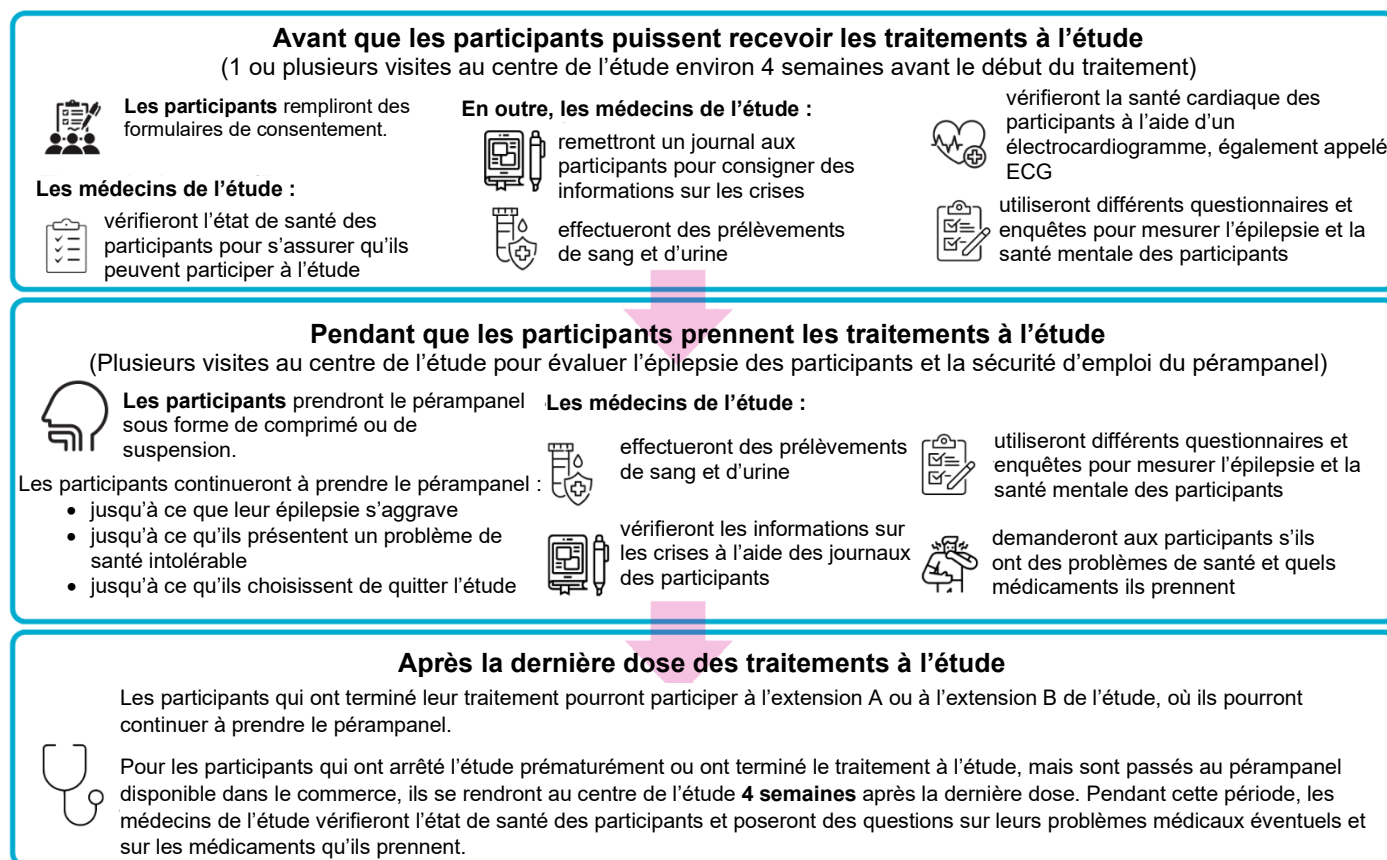 Avant que les participants puissent recevoir les traitements à l’étude
(1 ou plusieurs visites au centre de l’étude environ 4 semaines avant le début du traitement)
Les participants rempliront des
formulaires de consentement.
Les médecins de l’étude :
vérifieront l’état de santé des
participants pour s’assurer qu’ils
peuvent participer à l’étude
En outre, les médecins de l’étude :
remettront un journal aux
participants pour consigner des
informations sur les crises
effectueront des prélèvements
de sang et d’urine
vérifieront la santé cardiaque des
participants à l’aide d’un
électrocardiogramme, également appelé
ECG
utiliseront différents questionnaires et
enquêtes pour mesurer l’épilepsie et la
santé mentale des participants
Pendant que les participants prennent les traitements à l’étude
(Plusieurs visites au centre de l’étude pour évaluer l’épilepsie des participants et la sécurité d’emploi du pérampanel)
Les participants prendront le pérampanel
sous forme de comprimé ou de
suspension.
Les participants continueront à prendre le pérampanel :
• jusqu’à ce que leur épilepsie s’aggrave
• jusqu’à ce qu’ils présentent un problème de
santé intolérable
• jusqu’à ce qu’ils choisissent de quitter l’étude
Les médecins de l’étude :
effectueront des prélèvements
de sang et d’urine
vérifieront les informations sur
les crises à l’aide des journaux
des participants
utiliseront différents questionnaires et
enquêtes pour mesurer l’épilepsie et la
santé mentale des participants
demanderont aux participants s’ils
ont des problèmes de santé et quels
médicaments ils prennent
Après la dernière dose des traitements à l’étude
Les participants qui ont terminé leur traitement pourront participer à l’extension A ou à l’extension B de l’étude, où ils pourront
continuer à prendre le pérampanel.
Pour les participants qui ont arrêté l’étude prématurément ou ont terminé le traitement à l’étude, mais sont passés au pérampanel
disponible dans le commerce, ils se rendront au centre de l’étude 4 semaines après la dernière dose. Pendant cette période, les
médecins de l’étude vérifieront l’état de santé des participants et poseront des questions sur leurs problèmes médicaux éventuels et
sur les médicaments qu’ils prennent.